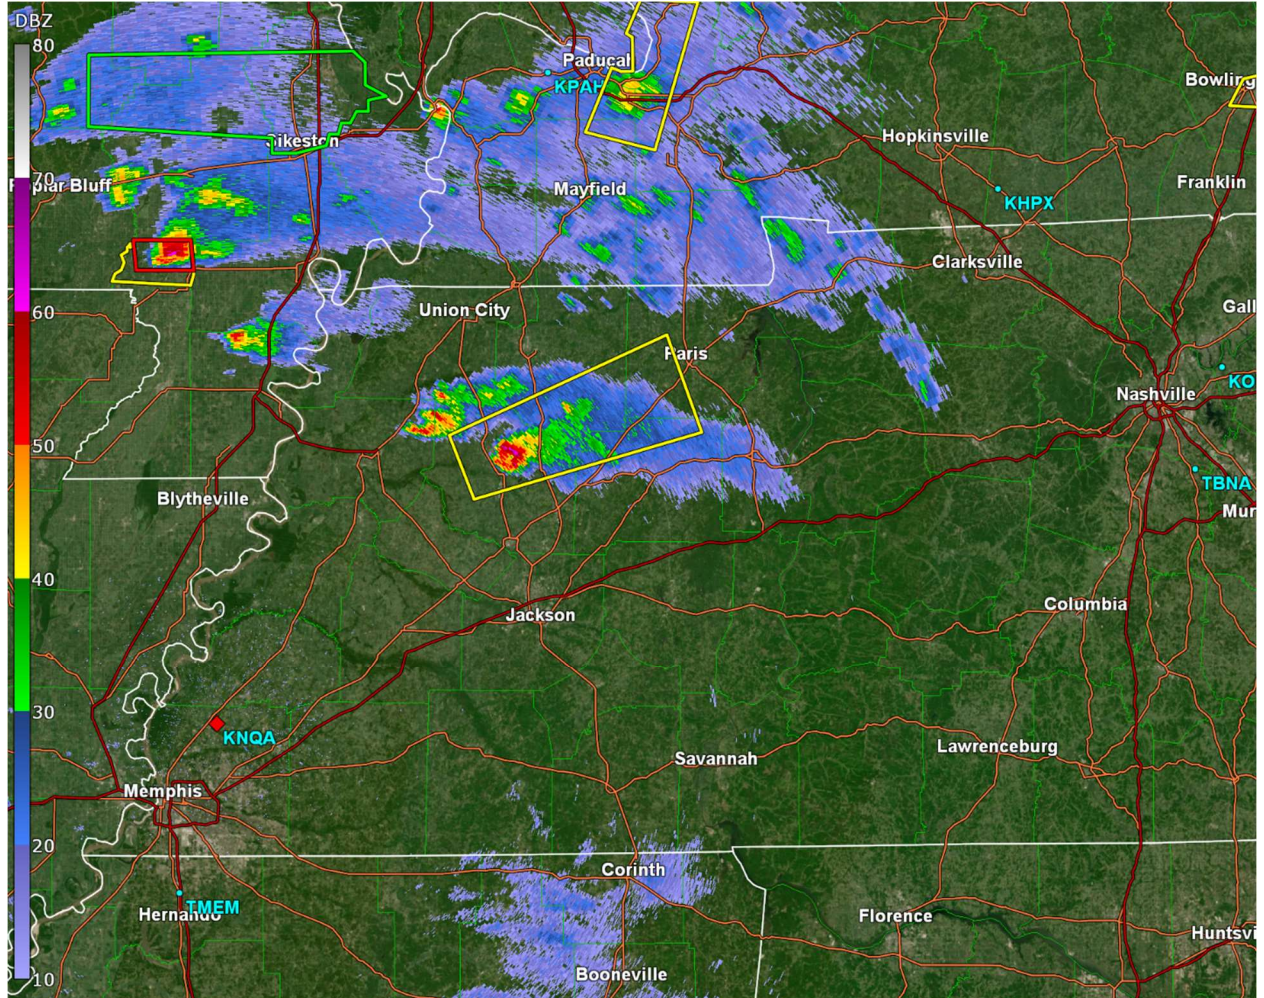 DBZ
80
Paducah
KPAH
Bowling
Hopkinsville
Sikeston
70
Poplar Bluff
Mayfield
Franklin
KHPX
Clarksville
60
Union City
Gall
Paris
KO
Nashville
50
TBNA
Blytheville
Mur
40
Columbia
Jackson
30
KNQA
Lawrenceburg
Savannah
Memphis
20
Corinth
TMEM
Hernando
Florence
Huntsvi
Booneville
10